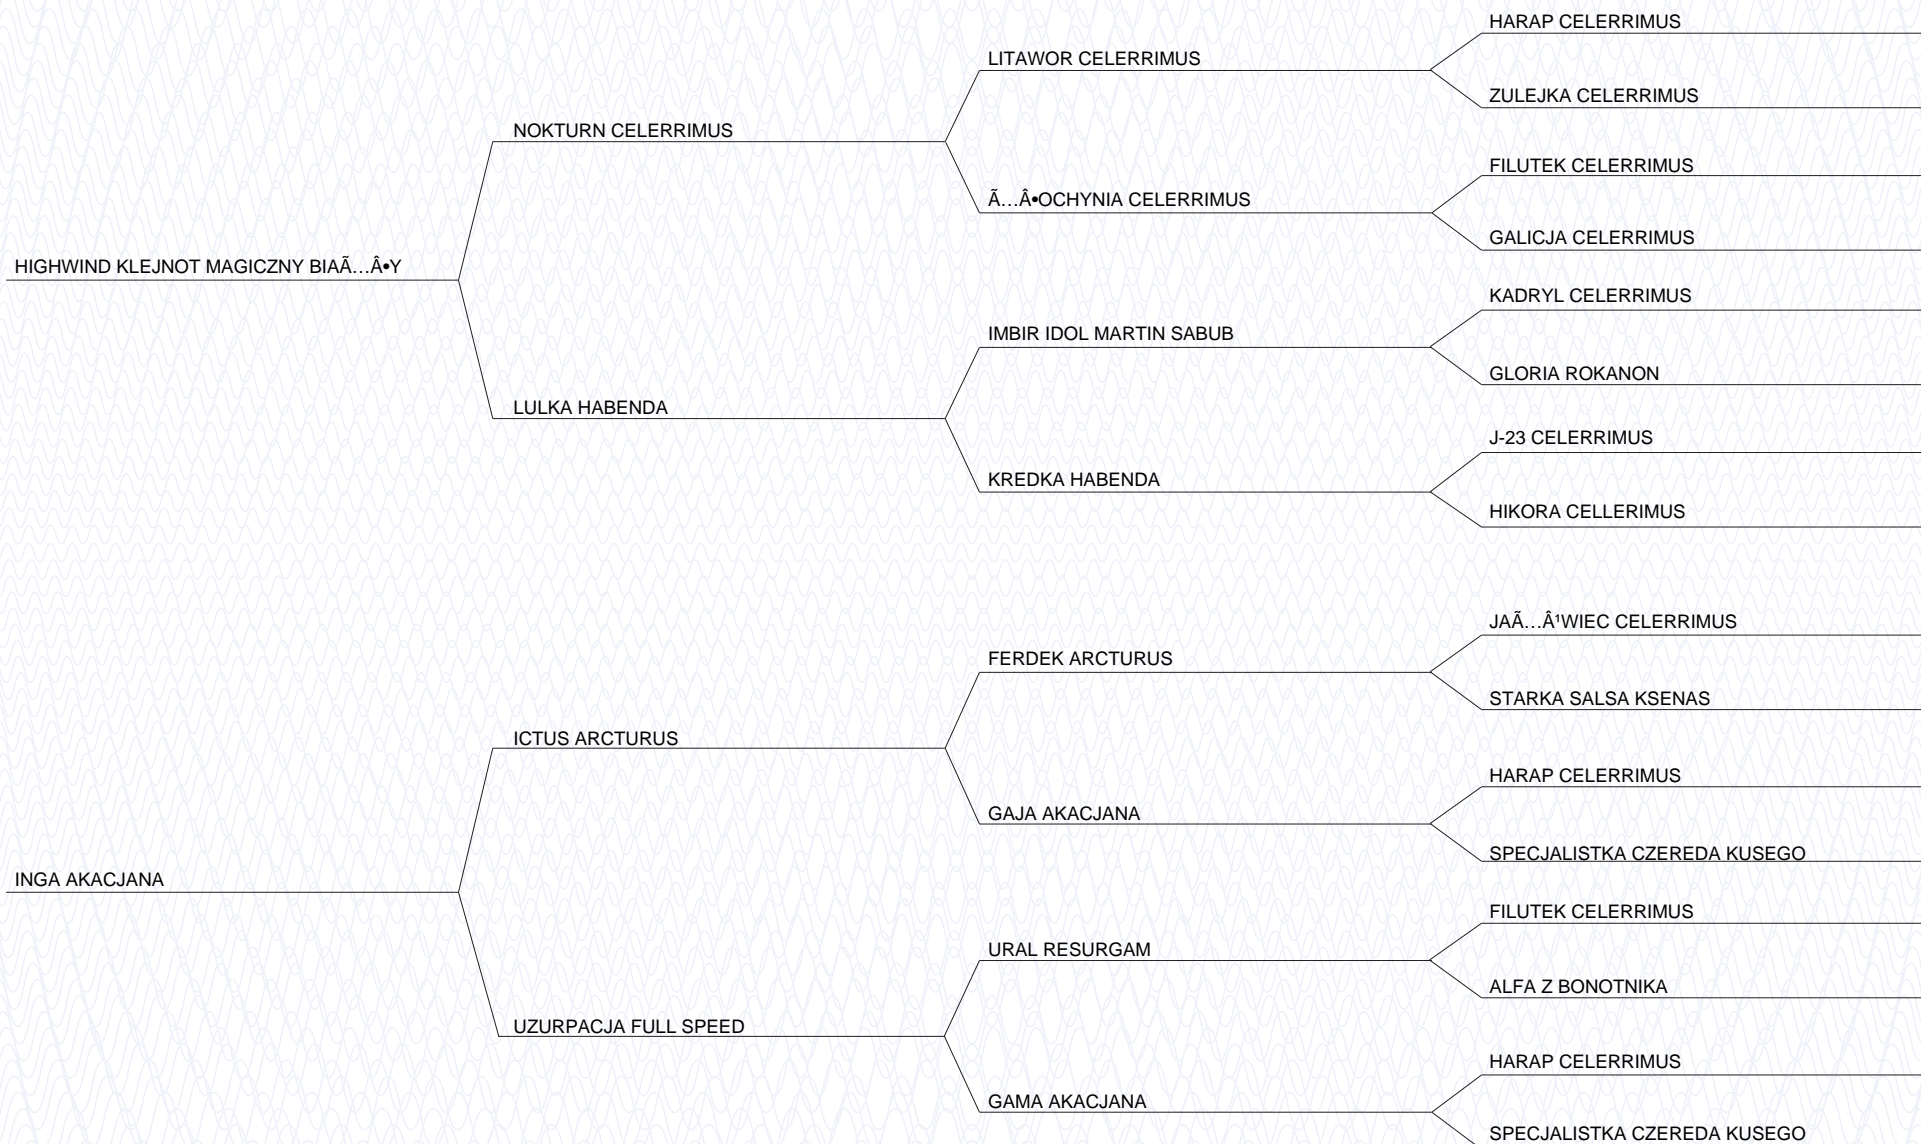 HARAP CELERRIMUS
LITAWOR CELERRIMUS
ZULEJKA CELERRIMUS
NOKTURN CELERRIMUS
FILUTEK CELERRIMUS
Ã…Â•OCHYNIA CELERRIMUS
GALICJA CELERRIMUS
HIGHWIND KLEJNOT MAGICZNY BIAÃ…Â•Y
KADRYL CELERRIMUS
IMBIR IDOL MARTIN SABUB
GLORIA ROKANON
LULKA HABENDA
J-23 CELERRIMUS
KREDKA HABENDA
HIKORA CELLERIMUS
JAÃ…Â¹WIEC CELERRIMUS
FERDEK ARCTURUS
STARKA SALSA KSENAS
ICTUS ARCTURUS
HARAP CELERRIMUS
GAJA AKACJANA
SPECJALISTKA CZEREDA KUSEGO
INGA AKACJANA
FILUTEK CELERRIMUS
URAL RESURGAM
ALFA Z BONOTNIKA
UZURPACJA FULL SPEED
HARAP CELERRIMUS
GAMA AKACJANA
SPECJALISTKA CZEREDA KUSEGO